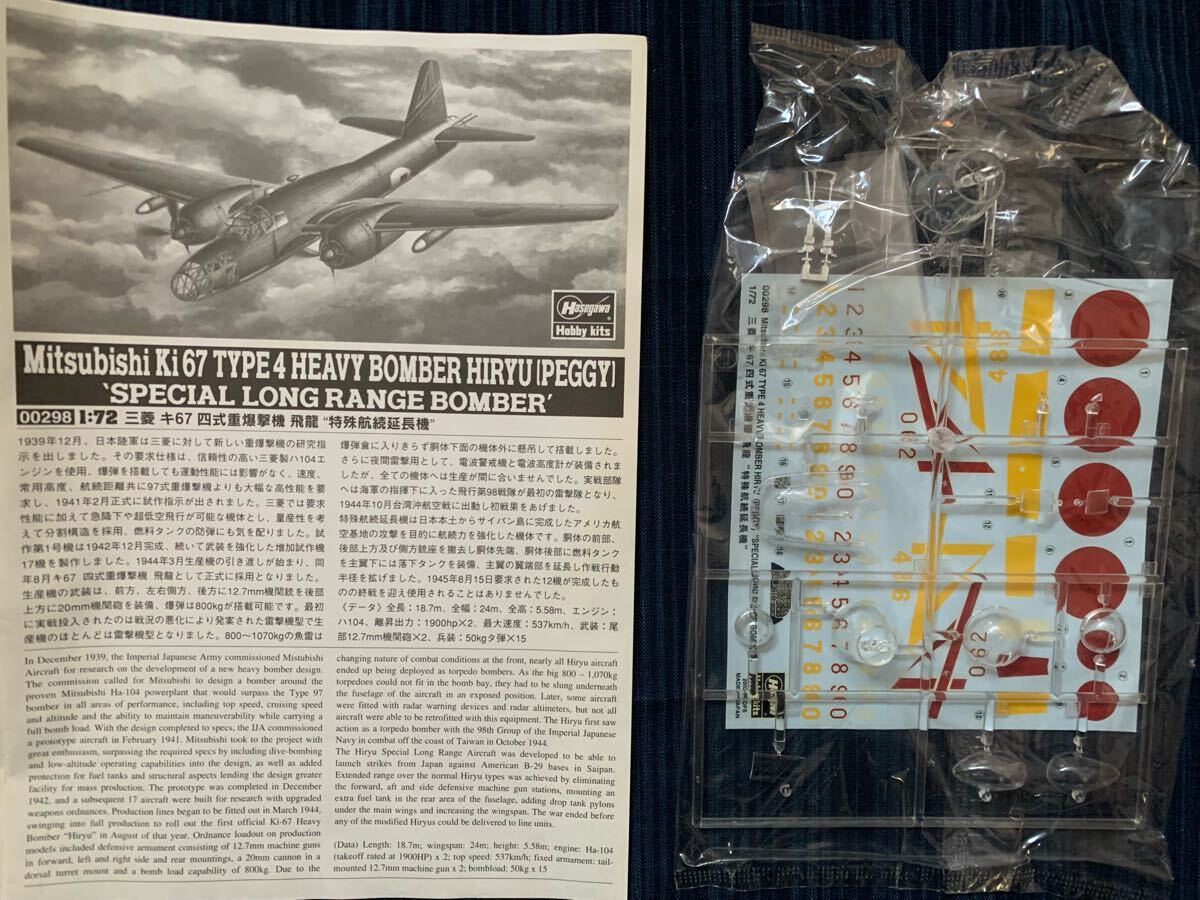 Hasegawa
Hobby kits
Mitsubishi Ki 67 TYPE 4 HEAVY BOMBER HIRYU (PEGGY)
'SPECIAL LONG RANGE BOMBER'
00298 1:72 三菱 キ67 四式重爆撃機 飛龍 “特殊航続延長機”
1939年12月、日本陸軍は三菱に対して新しい重爆撃機の研究指
示を出しました。その要求仕様は、信頼性の高い三菱製ハ104エ
ンジンを使用、爆弾を搭載しても運動性能には影響がなく、速度、
常用高度、航続距離共に97式重爆撃機よりも大幅な高性能を要
求し、1941年2月正式に試作指示が出されました。三菱では要求
性能に加えて急降下や超低空飛行が可能な機体とし、量産性を考
えて分割構造を採用、燃料タンクの防弾にも気を配りました。試
作第1号機は1942年12月完成、続いて武装を強化した増加試作機
17機を製作しました。1944年3月生産機の引き渡しが始まり、同
年8月キ67 四式重爆撃機 飛龍として正式に採用となりました。
生産機の武装は、前方、左右側方、後方に12.7mm機関銃を後部
上方に20mm機関砲を装備、爆弾は800kgが搭載可能です。最初
に実戦投入されたのは戦況の悪化により発案された雷撃機型で生
産機のほとんどは雷撃機型となりました。800〜1070kgの魚雷は
爆弾倉に入りきらず胴体下面の機体外に懸吊して搭載しました。
さらに夜間雷撃用として、電波警戒機と電波高度計が装備されま
したが、全ての機体へは生産が間に合いませんでした。実戦部隊
へは海軍の指揮下に入った飛行第98戦隊が最初の雷撃隊となり、
1944年10月台湾沖航空戦に出動し初戦果をあげました。
特殊航続延長機は日本本土からサイパン島に完成したアメリカ航
空基地の攻撃を目的に航続力を強化した機体です。胴体の前部、
後部上方及び側方銃座を撤去し胴体先端、胴体後部に燃料タンク
を主翼下には落下タンクを装備、主翼の翼端部を延長し作戦行動
半径を拡げました。1945年8月15日要求された12機が完成したも
のの終戦を迎え使用されることはありませんでした。
《データ》全長：18.7m、全幅：24m、全高：5.58m、エンジン：
ハ104、離昇出力：1900hp×2、最大速度：537km/h、武装：尾
部12.7mm機関砲×2、兵装：50kg夕弾×15
In December 1939, the Imperial Japanese Army commissioned Mistubishi
Aircraft for research on the development of a new heavy bomber design.
The commission called for Mitsubishi to design a bomber around the
proven Mitsubishi Ha-104 powerplant that would surpass the Type 97
bomber in all areas of performance, including top speed, cruising speed
and altitude and the ability to maintain maneuverability while carrying a
full bomb load. With the design completed to specs, the IJA commissioned
a prototype aircraft in February 1941. Mitsubishi took to the project with
great enthusiasm, surpassing the required specs by including dive-bombing
and low-altitude operating capabilities into the design, as well as added
protection for fuel tanks and structural aspects lending the design greater
facility for mass production. The prototype was completed in December
1942, and a subsequent 17 aircraft were built for research with upgraded
weapons ordnances. Production lines began to be fitted out in March 1944,
swinging into full production to roll out the first official Ki-67 Heavy
Bomber “Hiryu” in August of that year. Ordnance loadout on production
models included defensive armament consisting of 12.7mm machine guns
in forward, left and right side and rear mountings, a 20mm cannon in a
dorsal turret mount and a bomb load capability of 800kg. Due to the
changing nature of combat conditions at the front, nearly all Hiryu aircraft
ended up being deployed as torpedo bombers. As the big 800 – 1,070kg
torpedoes could not fit in the bomb bay, they had to be slung underneath
the fuselage of the aircraft in an exposed position. Later, some aircraft
were fitted with radar warning devices and radar altimeters, but not all
aircraft were able to be retrofitted with this equipment. The Hiryu first saw
action as a torpedo bomber with the 98th Group of the Imperial Japanese
Navy in combat off the coast of Taiwan in October 1944.
The Hiryu Special Long Range Aircraft was developed to be able to
launch strikes from Japan against American B-29 bases in Saipan.
Extended range over the normal Hiryu types was achieved by eliminating
the forward, aft and side defensive machine gun stations, mounting an
extra fuel tank in the rear area of the fuselage, adding drop tank pylons
under the main wings and increasing the wingspan. The war ended before
any of the modified Hiryus could be delivered to line units.
(Data) Length: 18.7m; wingspan: 24m; height: 5.58m; engine: Ha-104
(takeoff rated at 1900HP) x 2; top speed: 537km/h; fixed armament: tail-
mounted 12.7mm machine gun x 2; bombload: 50kg x 15
00298 Mitsubishi Ki 67 TYPE 4 HEAVY BOMBER HIRYU (PEGGY) 'SPECIAL LONG RANGE BOMBER'
1/72 三菱 キ67 四式重爆撃機 飛龍 “特殊航続延長機”
Hasegawa
Hobby kits
MADE IN JAPAN